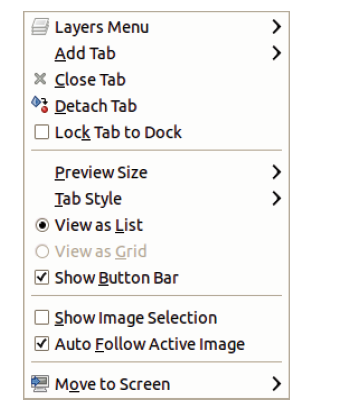 Layers Menu
Add Tab
Close Tab
Detach Tab
Lock Tab to Dock
Preview Size
Tab Style
View as List
View as Grid
Show Button Bar
Show Image Selection
Auto Follow Active Image
Move to Screen